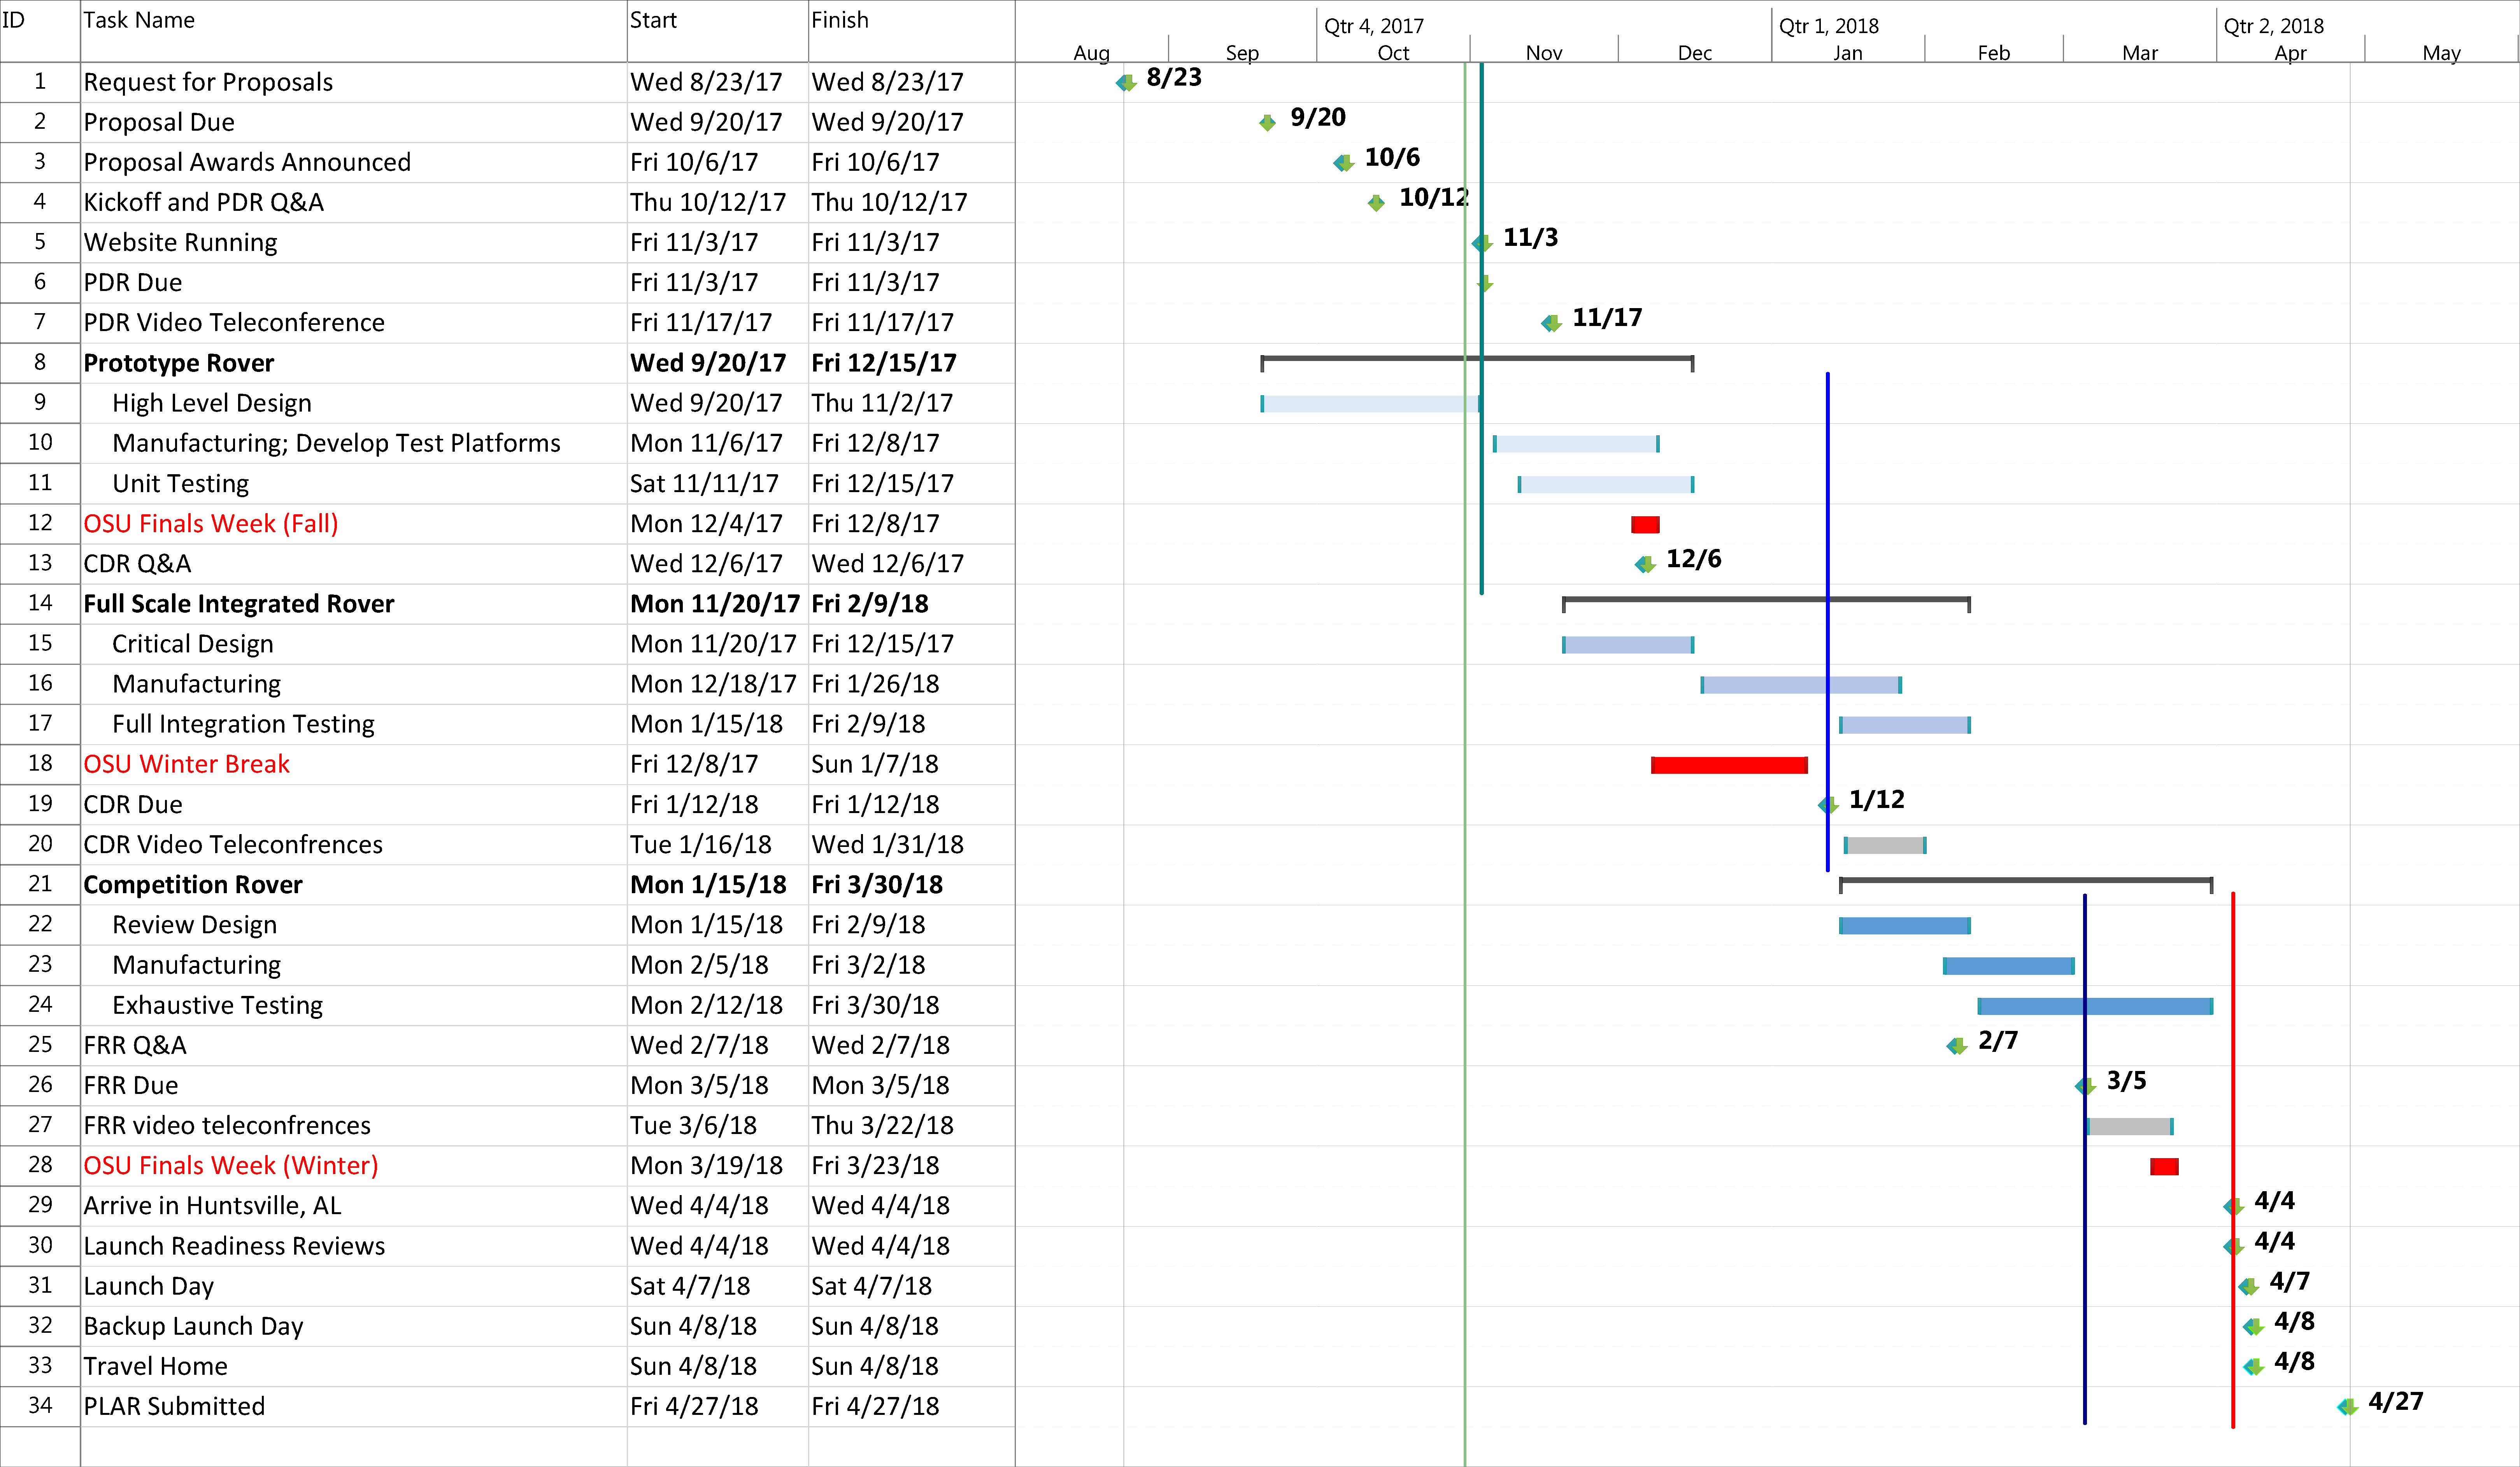 ID Task Name Start Finish Qtr 4, 2017 Qtr 1, 2018 Qtr 2, 2018
Aug Sep Oct Nov Dec Jan Feb Mar Apr May
1 Request for Proposals Wed 8/23/17 Wed 8/23/17 8/23
2 Proposal Due Wed 9/20/17 Wed 9/20/17 9/20
3 Proposal Awards Announced Fri 10/6/17 Fri 10/6/17 10/6
4 Kickoff and PDR Q&A Thu 10/12/17 Thu 10/12/17 10/12
5 Website Running Fri 11/3/17 Fri 11/3/17 11/3
6 PDR Due Fri 11/3/17 Fri 11/3/17
7 PDR Video Teleconference Fri 11/17/17 Fri 11/17/17 11/17
8 Prototype Rover Wed 9/20/17 Fri 12/15/17
9 High Level Design Wed 9/20/17 Thu 11/2/17
10 Manufacturing; Develop Test Platforms Mon 11/6/17 Fri 12/8/17
11 Unit Testing Sat 11/11/17 Fri 12/15/17
12 OSU Finals Week (Fall) Mon 12/4/17 Fri 12/8/17
13 CDR Q&A Wed 12/6/17 Wed 12/6/17 12/6
14 Full Scale Integrated Rover Mon 11/20/17 Fri 2/9/18
15 Critical Design Mon 11/20/17 Fri 12/15/17
16 Manufacturing Mon 12/18/17 Fri 1/26/18
17 Full Integration Testing Mon 1/15/18 Fri 2/9/18
18 OSU Winter Break Fri 12/8/17 Sun 1/7/18
19 CDR Due Fri 1/12/18 Fri 1/12/18 1/12
20 CDR Video Teleconfrences Tue 1/16/18 Wed 1/31/18
21 Competition Rover Mon 1/15/18 Fri 3/30/18
22 Review Design Mon 1/15/18 Fri 2/9/18
23 Manufacturing Mon 2/5/18 Fri 3/2/18
24 Exhaustive Testing Mon 2/12/18 Fri 3/30/18
25 FRR Q&A Wed 2/7/18 Wed 2/7/18 2/7
26 FRR Due Mon 3/5/18 Mon 3/5/18 3/5
27 FRR video teleconfrences Tue 3/6/18 Thu 3/22/18
28 OSU Finals Week (Winter) Mon 3/19/18 Fri 3/23/18
29 Arrive in Huntsville, AL Wed 4/4/18 Wed 4/4/18 4/4
30 Launch Readiness Reviews Wed 4/4/18 Wed 4/4/18 4/4
31 Launch Day Sat 4/7/18 Sat 4/7/18 4/7
32 Backup Launch Day Sun 4/8/18 Sun 4/8/18 4/8
33 Travel Home Sun 4/8/18 Sun 4/8/18 4/8
34 PLAR Submitted Fri 4/27/18 Fri 4/27/18 4/27